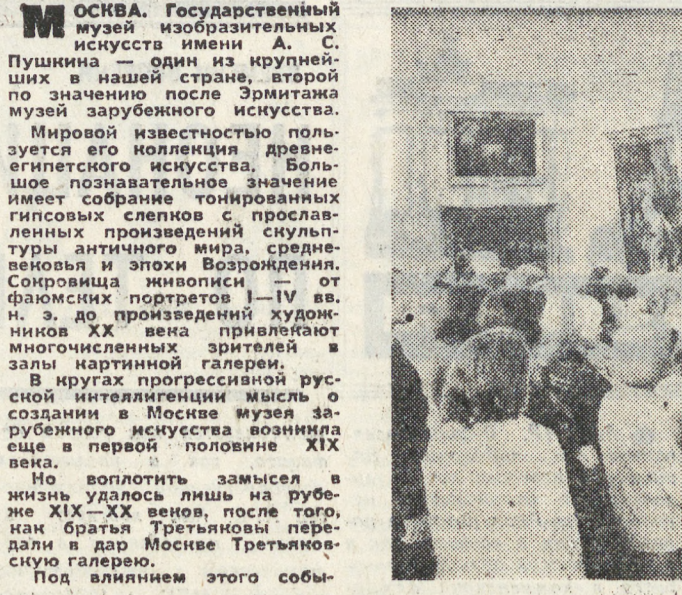 МОСКВА. Государственный
музей изобразительных
искусств имени А. С.
Пушкина — один из крупней-
ших в нашей стране, второй
по значению после Эрмитажа
музей зарубежного искусства.
Мировой известностью поль-
зуется его коллекция древне-
египетского искусства. Боль-
шое познавательное значение
имеет собрание тонированных
гипсовых слепков с прослав-
ленных произведений скульп-
туры античного мира, средне-
вековья и эпохи Возрождения.
Сокровища живописи — от
фаюмских портретов I—IV вв.
н. э. до произведений худож-
ников XX века привлекают
многочисленных зрителей в
залы картинной галереи.
В кругах прогрессивной рус-
ской интеллигенции мысль о
создании в Москве музея за-
рубежного искусства возникла
еще в первой половине XIX
века.
Но воплотить замысел в
жизнь удалось лишь на рубе-
же XIX—XX веков, после того,
как братья Третьяковы пере-
дали в дар Москве Третьяков-
скую галерею.
Под влиянием этого собы-